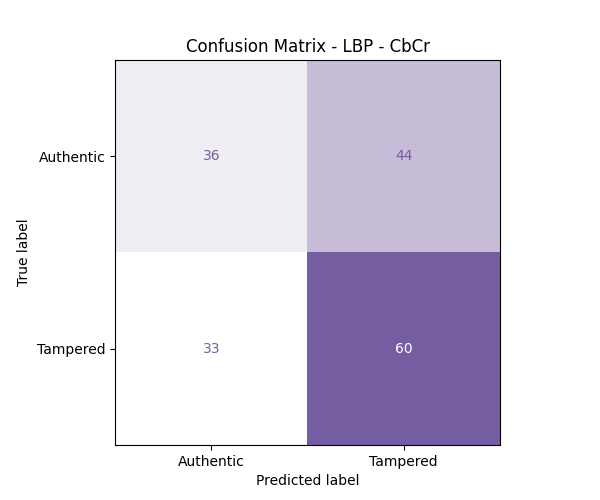 Confusion Matrix - LBP - CbCr
True label
Authentic
36
44
Tampered
33
60
Authentic
Tampered
Predicted label